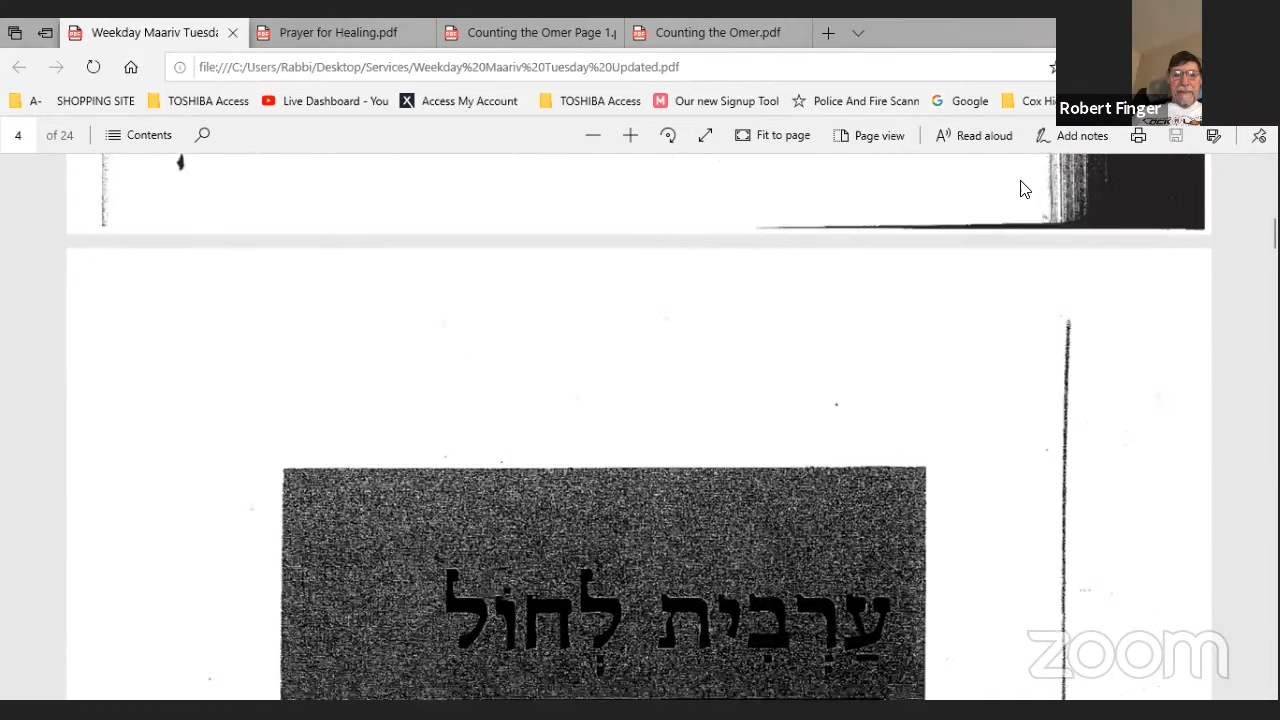 Weekday Maariv Tuesda
Prayer for Healing.pdf
Counting the Omer Page 1.
Counting the Omer.pdf
file:///C:/Users/Rabbi/Desktop/Services/Weekday%20Maariv%20Tuesday%20Updated.pdf
A- SHOPPING SITE
TOSHIBA Access
Live Dashboard - You
X Access My Account
TOSHIBA Access
M Our new Signup Tool
Police And Fire Scann
G Google
Cox Hi
Robert Finger
4 of 24
Contents
Fit to page
Page view
A Read aloud
Add notes
עַרְבִית לְחוֹל
zoom